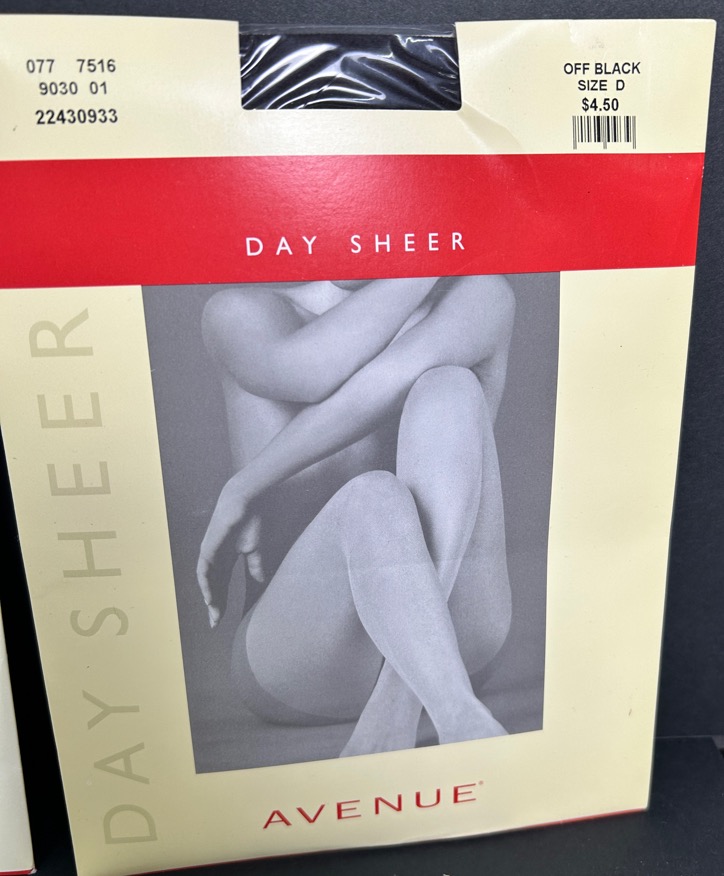 077 7516
9030 01
22430933
OFF BLACK
SIZE D
$4.50
DAY SHEER
DAY SHEER
AVENUE®